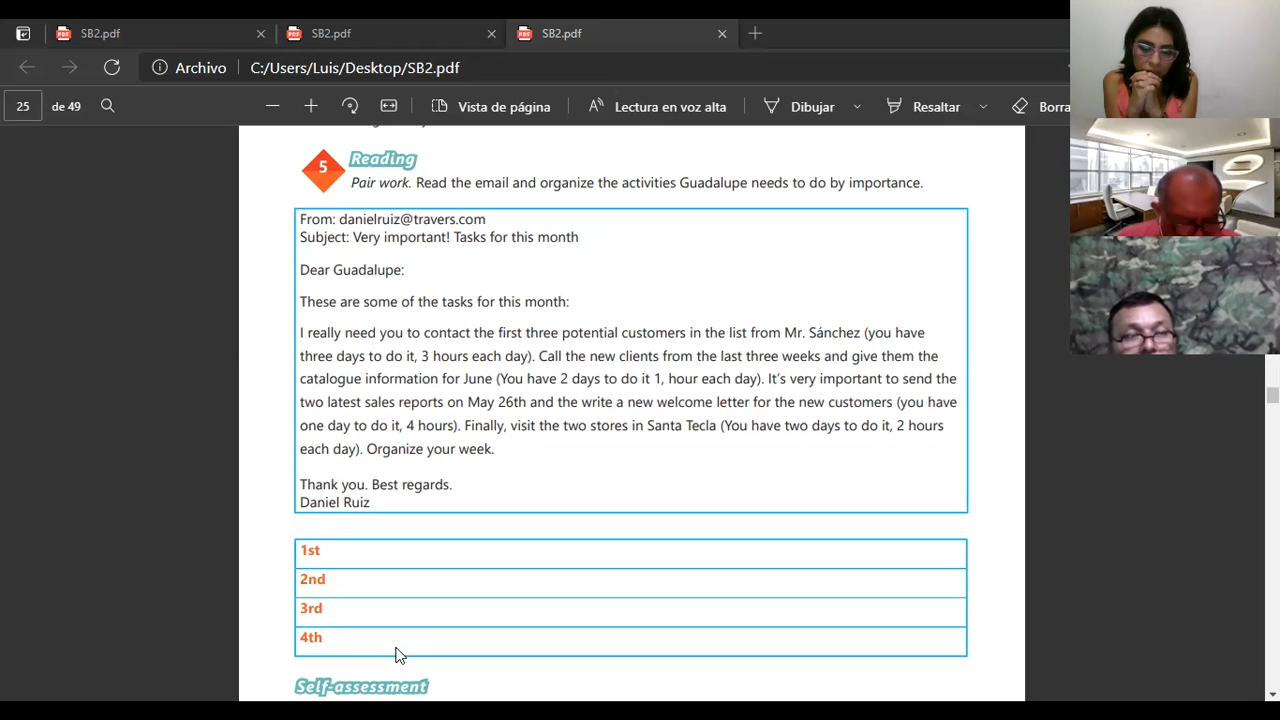 SB2.pdf
SB2.pdf
SB2.pdf
Archivo
C:/Users/Luis/Desktop/SB2.pdf
25
de 49
Vista de página
Lectura en voz alta
Dibujar
Resaltar
Borra
5
Reading
Pair work. Read the email and organize the activities Guadalupe needs to do by importance.
From: danielruiz@travers.com
Subject: Very important! Tasks for this month
Dear Guadalupe:
These are some of the tasks for this month:
I really need you to contact the first three potential customers in the list from Mr. Sánchez (you have
three days to do it, 3 hours each day). Call the new clients from the last three weeks and give them the
catalogue information for June (You have 2 days to do it 1, hour each day). It's very important to send the
two latest sales reports on May 26th and the write a new welcome letter for the new customers (you have
one day to do it, 4 hours). Finally, visit the two stores in Santa Tecla (You have two days to do it, 2 hours
each day). Organize your week.
Thank you. Best regards.
Daniel Ruiz
1st
2nd
3rd
4th
Self-assessment